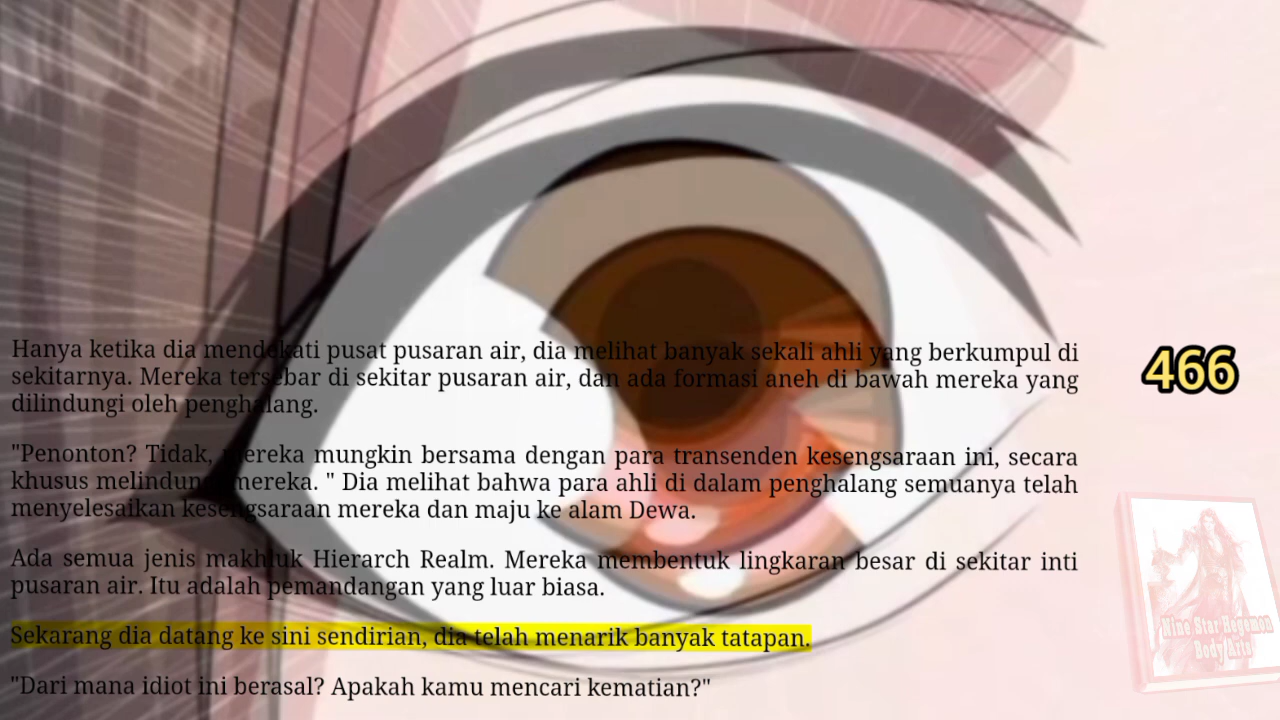 Hanya ketika dia mendekati pusat pusaran air, dia melihat banyak sekali ahli yang berkumpul di
sekitarnya. Mereka tersebar di sekitar pusaran air, dan ada formasi aneh di bawah mereka yang
dilindungi oleh penghalang.
"Penonton? Tidak, mereka mungkin bersama dengan para transenden kesengsaraan ini, secara
khusus melindungi mereka. " Dia melihat bahwa para ahli di dalam penghalang semuanya telah
menyelesaikan kesengsaraan mereka dan maju ke alam Dewa.
Ada semua jenis makhluk Hierarch Realm. Mereka membentuk lingkaran besar di sekitar inti
pusaran air. Itu adalah pemandangan yang luar biasa.
Sekarang dia datang ke sini sendirian, dia telah menarik banyak tatapan.
"Dari mana idiot ini berasal? Apakah kamu mencari kematian?"
466
Nine Star Hegemon
Body Arts